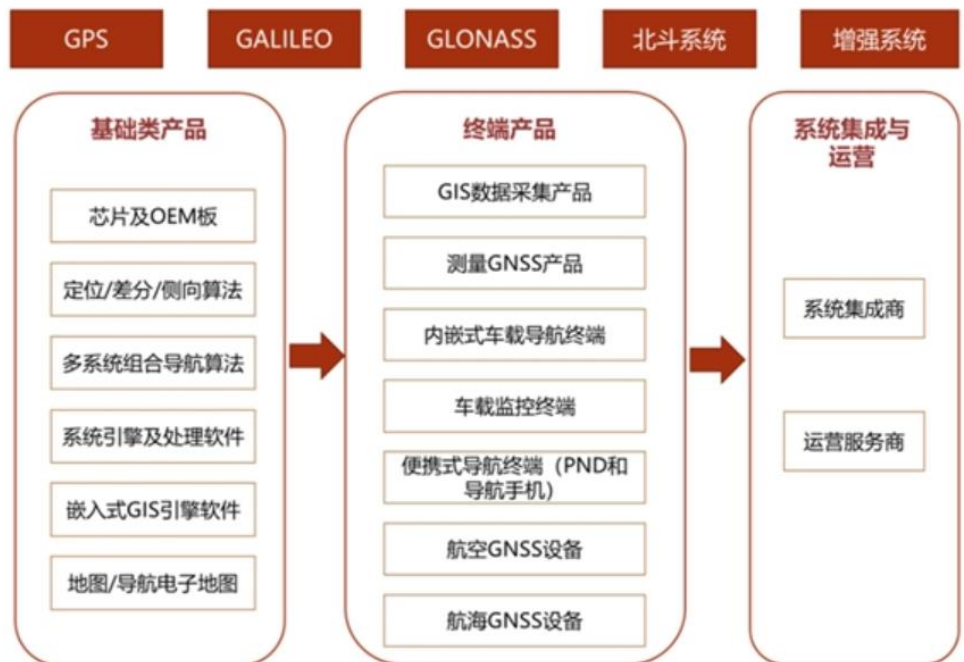 GPS
GALILEO
GLONASS
北斗系统
增强系统
基础类产品
芯片及OEM板
定位/差分/侧向算法
多系统组合导航算法
系统引擎及处理软件
嵌入式GIS引擎软件
地图/导航电子地图
终端产品
GIS数据采集产品
测量GNSS产品
内嵌式车载导航终端
车载监控终端
便携式导航终端（PND和
导航手机）
航空GNSS设备
航海GNSS设备
系统集成与
运营
系统集成商
运营服务商